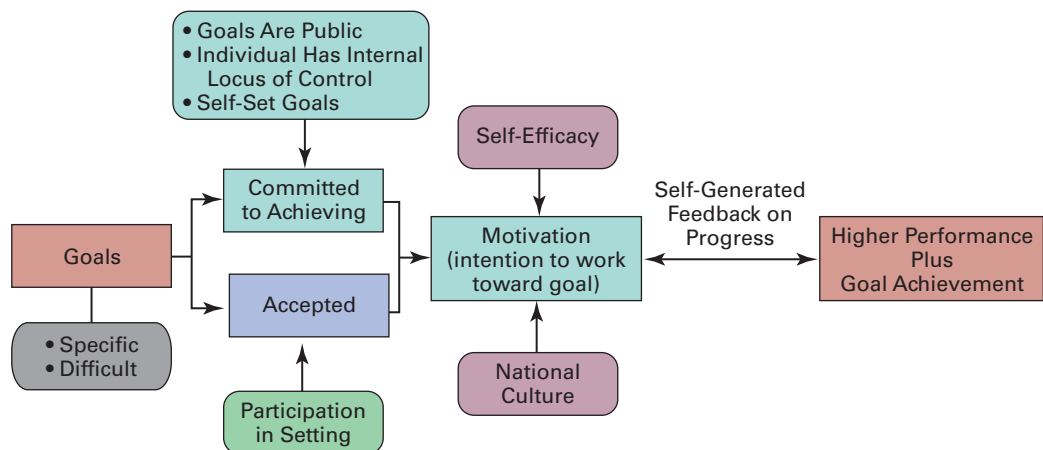 • Goals Are Public
• Individual Has Internal
Locus of Control
• Self-Set Goals
Self-Efficacy
Committed
to Achieving
Self-Generated
Feedback on
Progress
Goals
Motivation
(intention to work
toward goal)
Higher Performance
Plus
Goal Achievement
Accepted
• Specific
• Difficult
National
Culture
Participation
in Setting